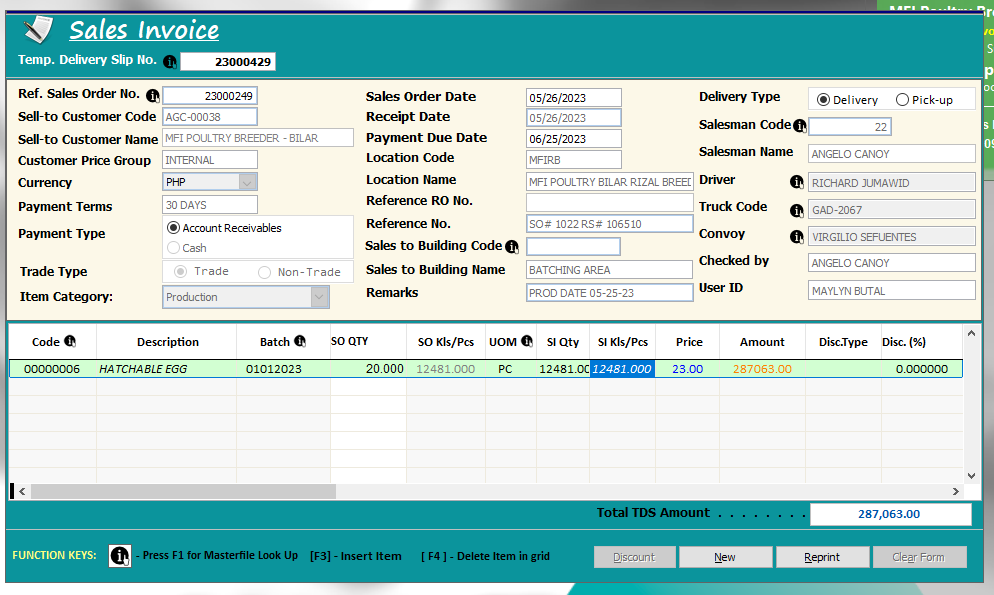 MFI Poultry Bre
Sales Invoice
Temp. Delivery Slip No. 23000429
Ref. Sales Order No. 23000249
Sell-to Customer Code AGC-00038
Sell-to Customer Name MFI POULTRY BREEDER - BILAR
Customer Price Group INTERNAL
Currency PHP
Payment Terms 30 DAYS
Payment Type Account Receivables
Cash
Trade Type Trade Non-Trade
Item Category: Production
Sales Order Date 05/26/2023
Receipt Date 05/26/2023
Payment Due Date 06/25/2023
Location Code MFIRB
Location Name MFI POULTRY BILAR RIZAL BREED
Reference RO No.
Reference No. SO# 1022 RS# 106510
Sales to Building Code
Sales to Building Name BATCHING AREA
Remarks PROD DATE 05-25-23
Delivery Type Delivery Pick-up
Salesman Code 22
Salesman Name ANGELO CANOY
Driver RICHARD JUMAWID
Truck Code GAD-2067
Convoy VIRGILIO SEFUENTES
Checked by ANGELO CANOY
User ID MAYLYN BUTAL
Code Description Batch SO QTY SO Kls/Pcs UOM SI Qty SI Kls/Pcs Price Amount Disc.Type Disc. (%)
00000006 HATCHABLE EGG 01012023 20.000 12481.000 PC 12481.00 12481.000 23.00 287063.00 0.000000
Total TDS Amount . . . . . . . . 287,063.00
FUNCTION KEYS: - Press F1 for Masterfile Look Up [F3] - Insert Item [ F4 ] - Delete Item in grid
Discount New Reprint Clear Form